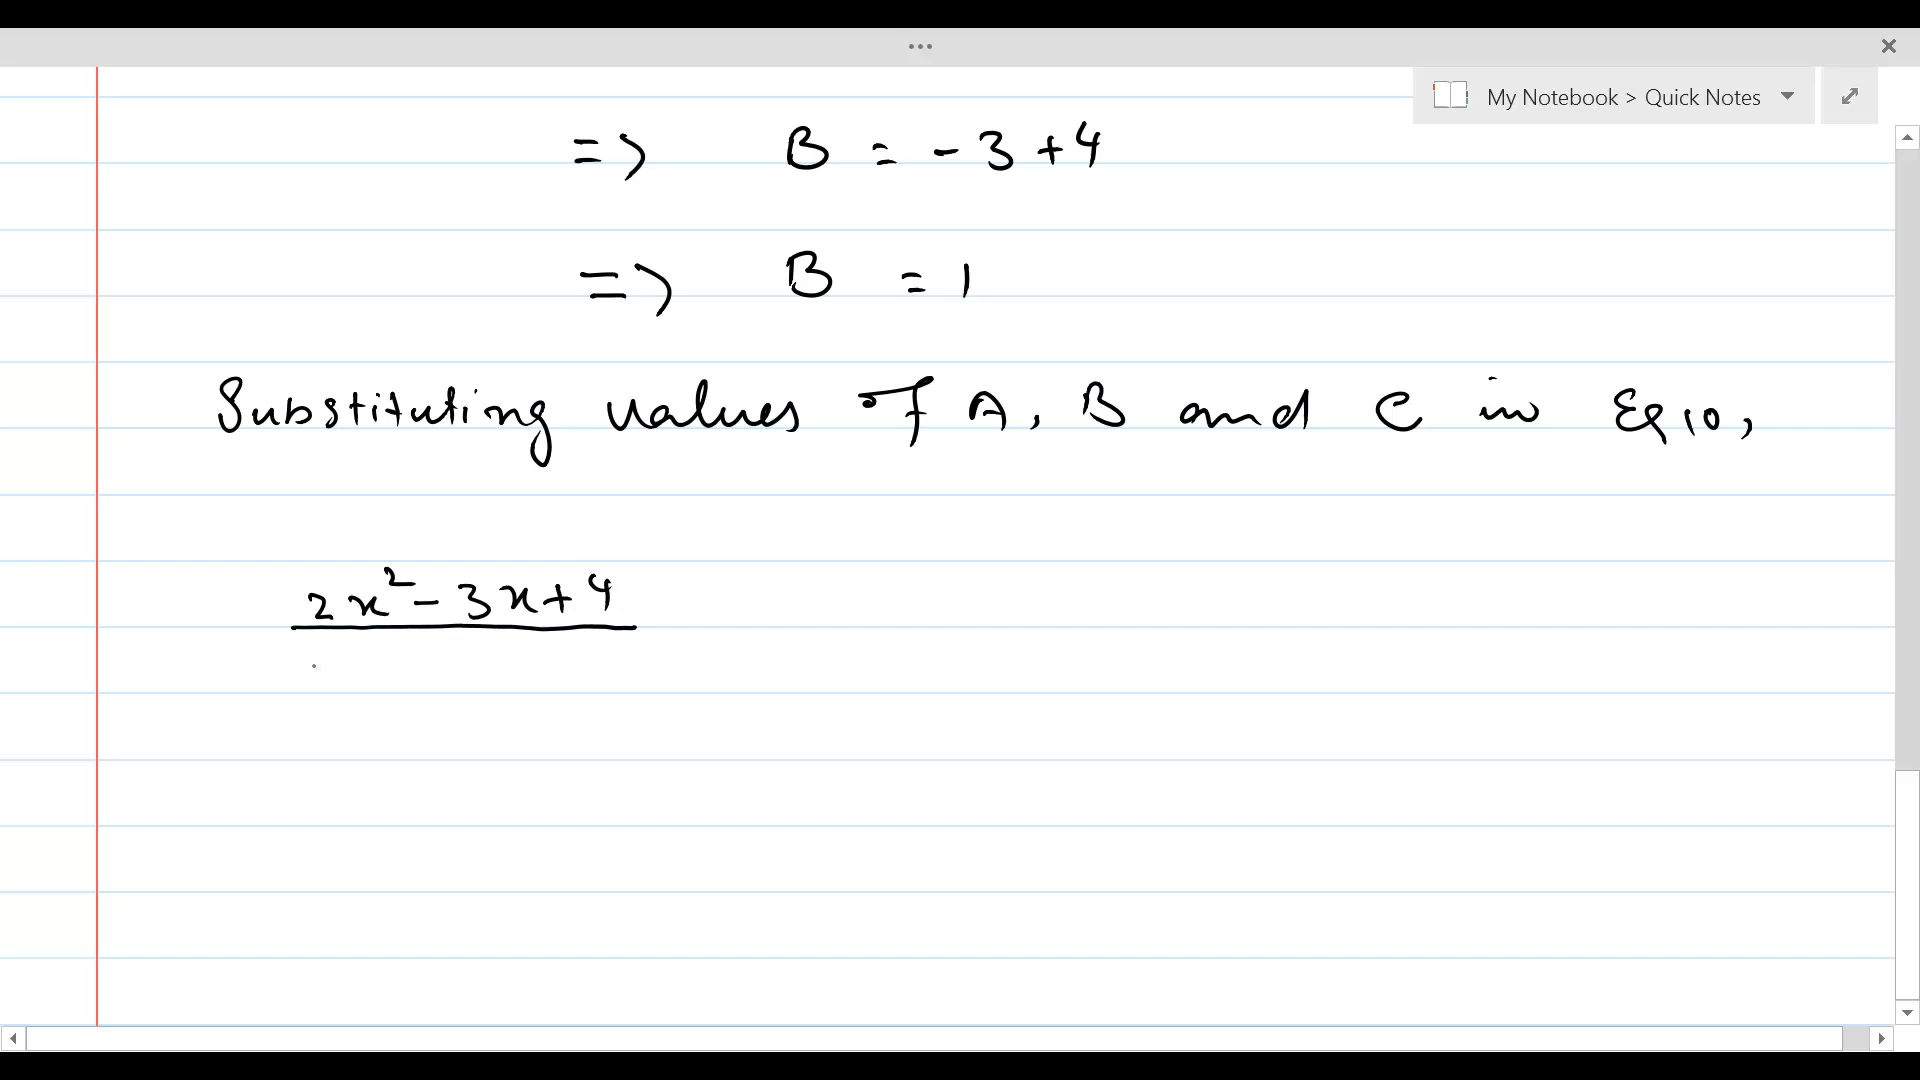 ...
My Notebook > Quick Notes
=> B = -3 + 4
=> B = 1
Substituting values of A, B and C in Eq 10,
2x² - 3x + 4